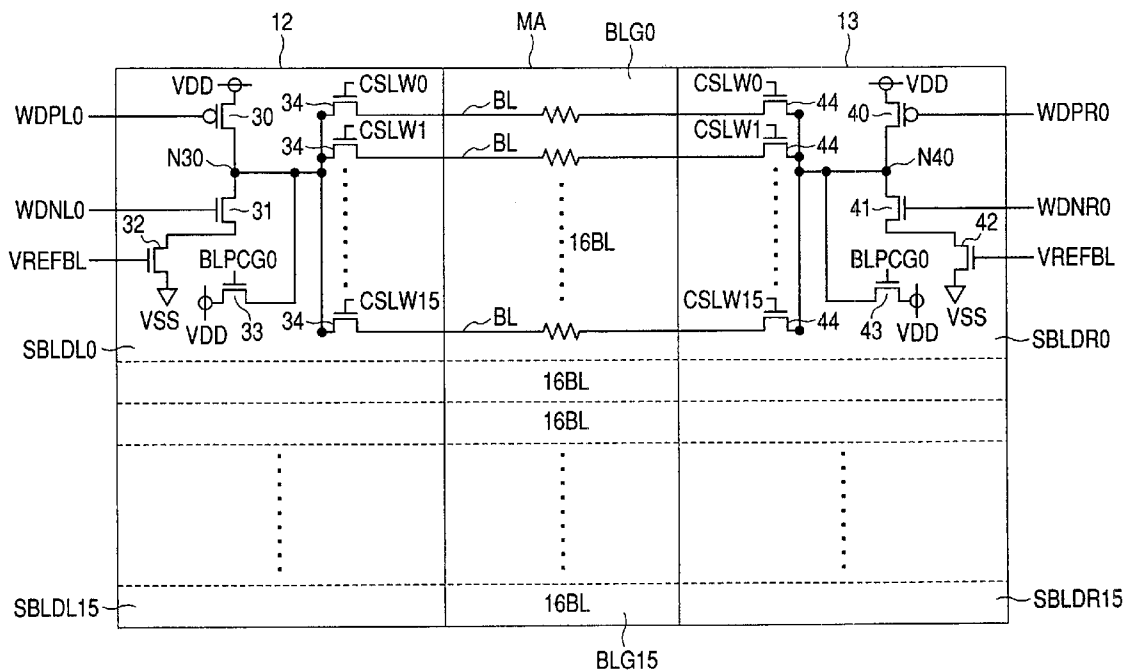 12 MA BLG0 13
VDD CSLW0 CSLW0 VDD
WDPL0 30 34 BL 44 40 WDPR0
CSLW1 CSLW1
N30 34 BL 44 N40
WDNL0 31 41 WDNR0
32 16BL 42
VREFBL BLPCG0 BLPCG0 VREFBL
CSLW15 CSLW15
VSS 33 34 BL 44 43 VSS
VDD VDD
SBLDL0 SBLDR0
16BL
16BL
SBLDL15 16BL SBLDR15
BLG15